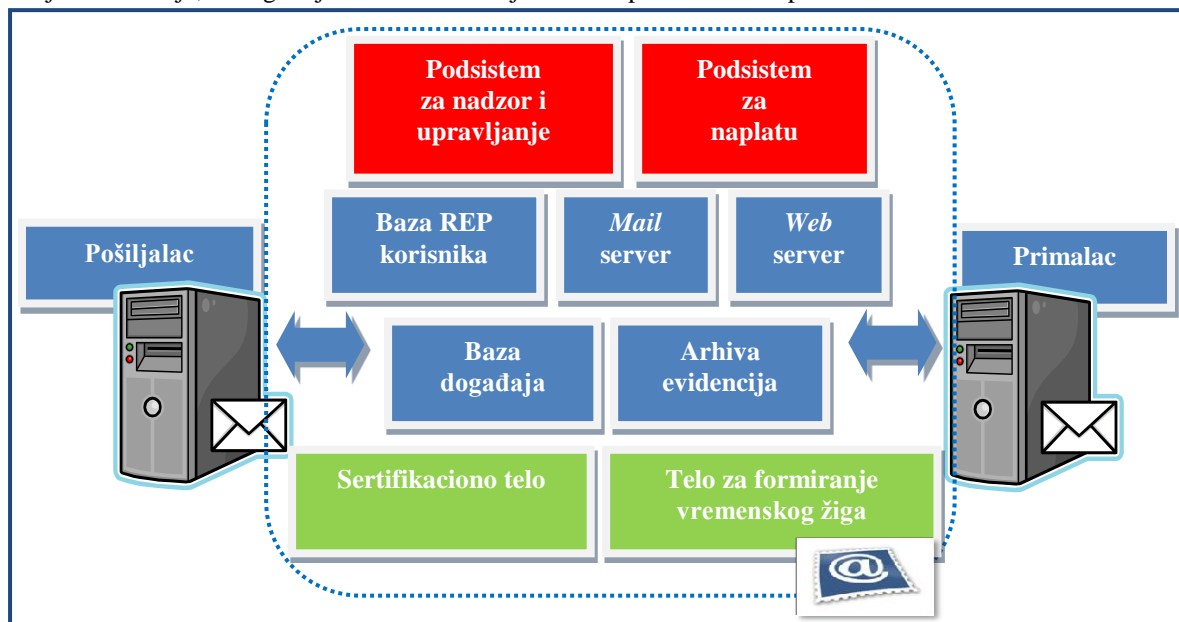 Podsistem
za nadzor i
upravljanje
Podsistem
za
naplatu
Baza REP
korisnika
Mail
server
Web
server
Pošiljalac
Primalac
Baza
događaja
Arhiva
evidencija
Sertifikaciono telo
Telo za formiranje
vremenskog žiga
@